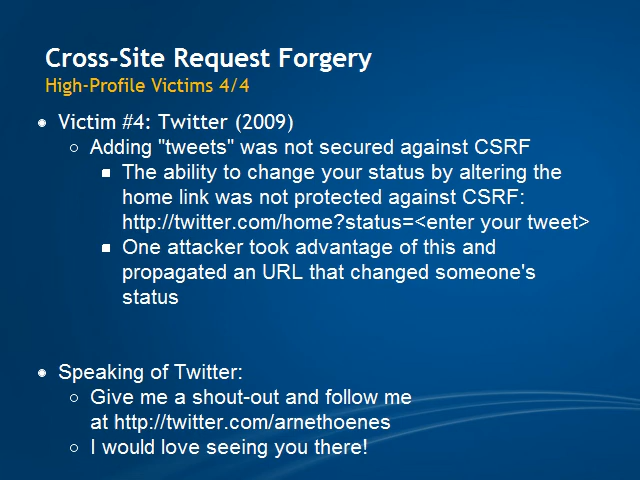 Cross-Site Request Forgery
High-Profile Victims 4/4
Victim #4: Twitter (2009)
Adding "tweets" was not secured against CSRF
The ability to change your status by altering the
home link was not protected against CSRF:
http://twitter.com/home?status=<enter your tweet>
One attacker took advantage of this and
propagated an URL that changed someone's
status
Speaking of Twitter:
Give me a shout-out and follow me
at http://twitter.com/arnethoenes
I would love seeing you there!